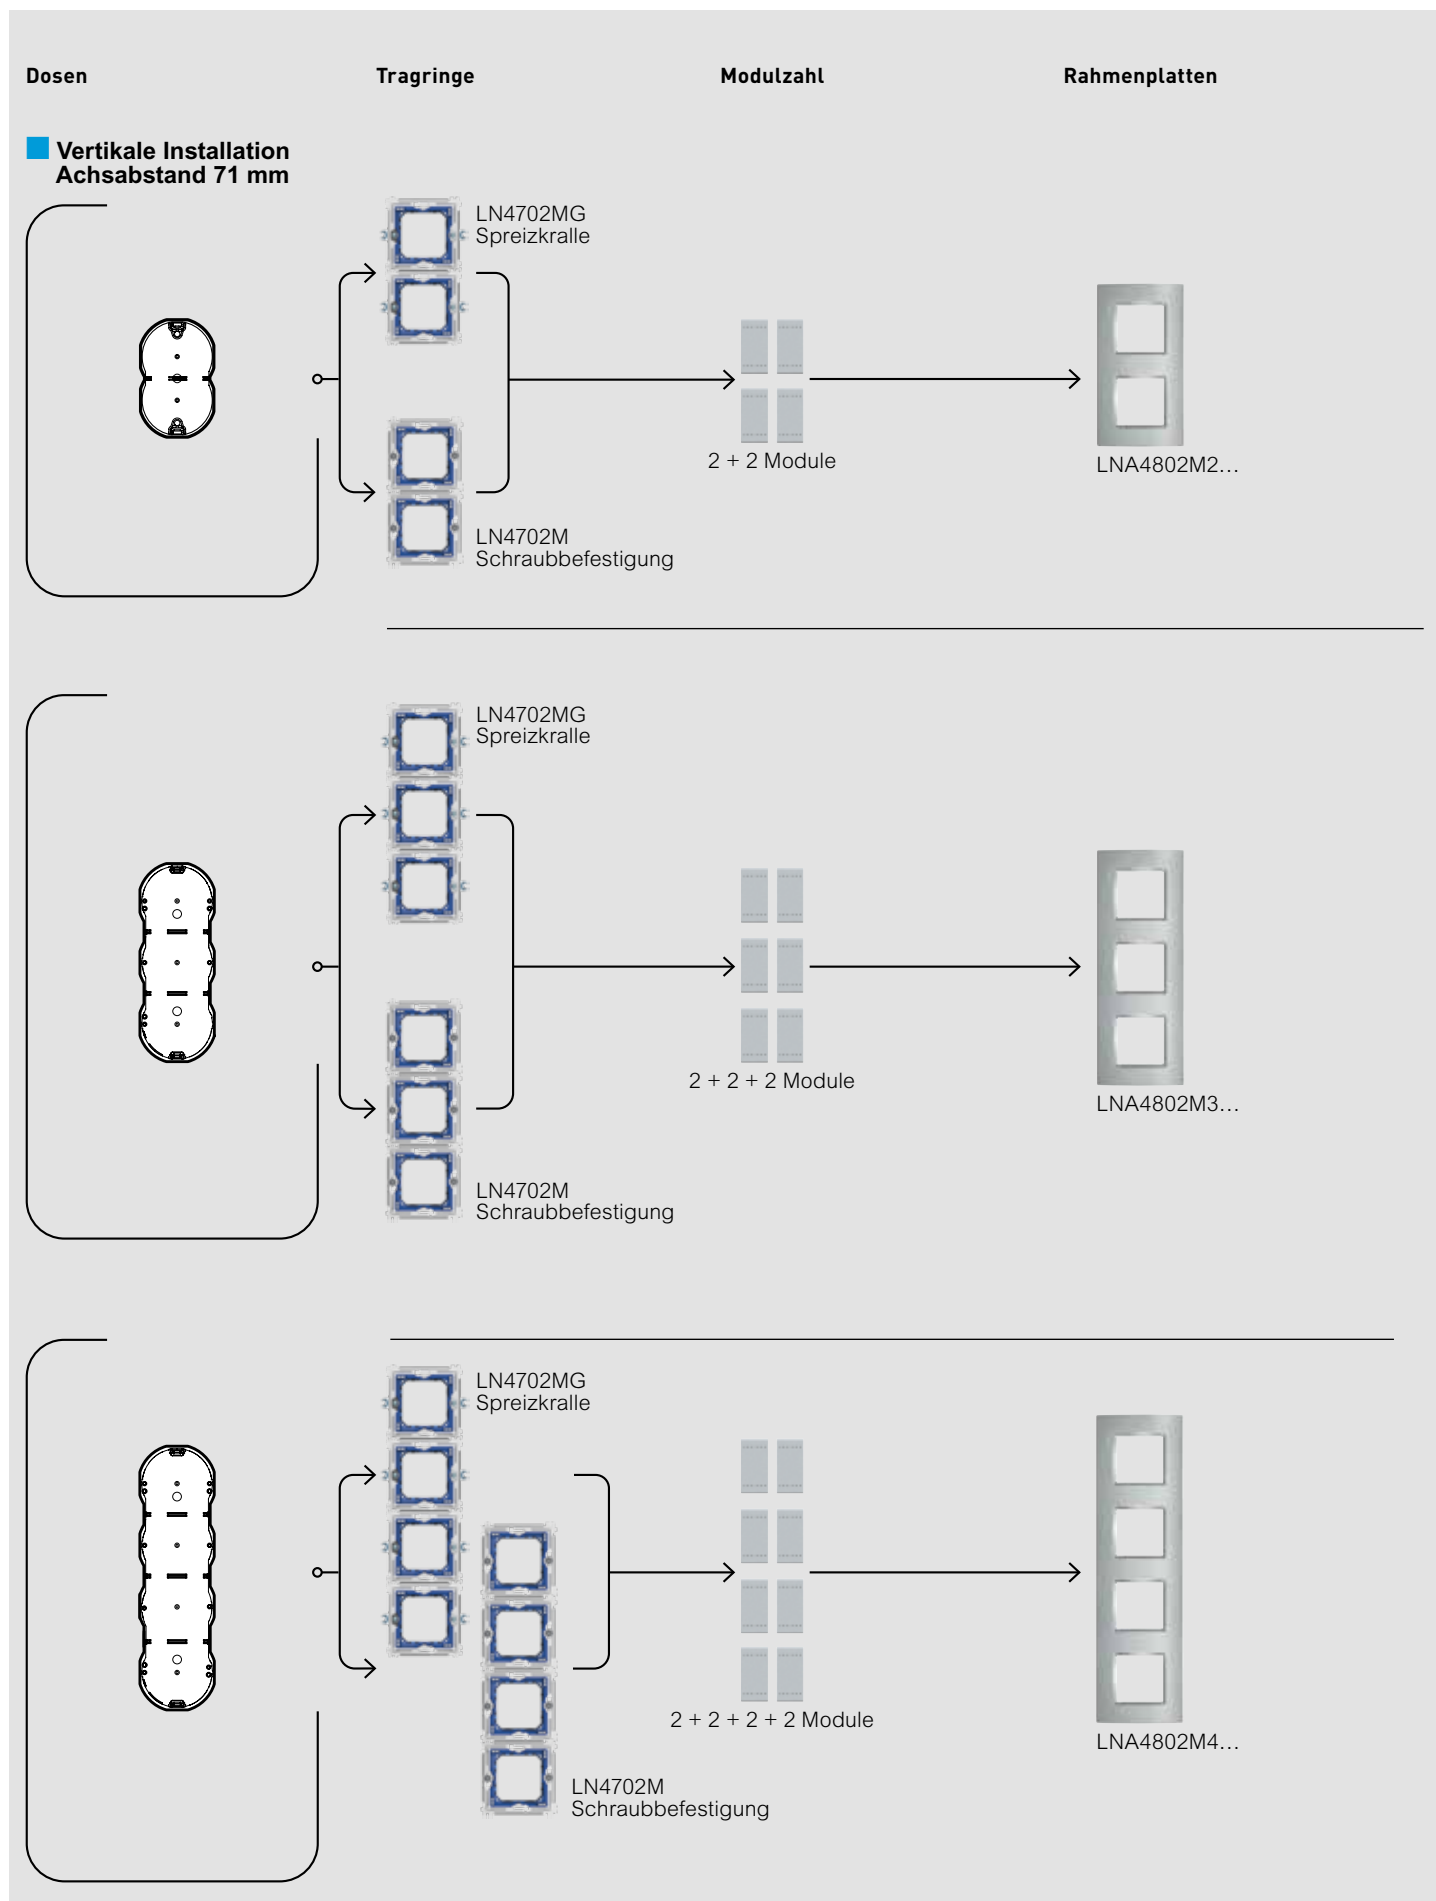 Dosen
Tragringe
Modulzahl
Rahmenplatten
Vertikale Installation
Achsabstand 71 mm
LN4702MG
Spreizkralle
2 + 2 Module
LNA4802M2…
LN4702M
Schraubbefestigung
LN4702MG
Spreizkralle
2 + 2 + 2 Module
LNA4802M3…
LN4702M
Schraubbefestigung
LN4702MG
Spreizkralle
2 + 2 + 2 + 2 Module
LNA4802M4…
LN4702M
Schraubbefestigung